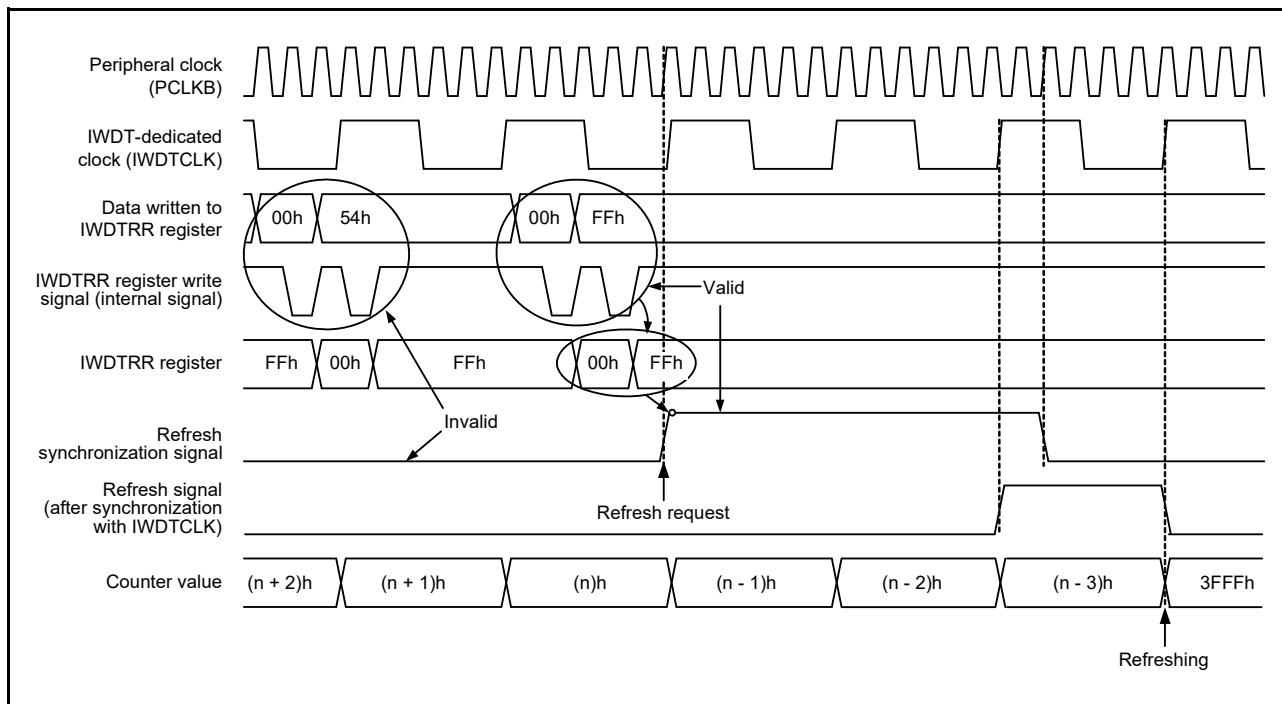 Peripheral clock
(PCLKB)
IWDT-dedicated
clock (IWDTCLK)
Data written to
IWDTRR register
00h
54h
00h
FFh
IWDTRR register write
signal (internal signal)
Valid
IWDTRR register
FFh
00h
FFh
00h
FFh
Invalid
Refresh
synchronization signal
Refresh request
Refresh signal
(after synchronization
with IWDTCLK)
Counter value
(n + 2)h
(n + 1)h
(n)h
(n - 1)h
(n - 2)h
(n - 3)h
3FFFh
Refreshing